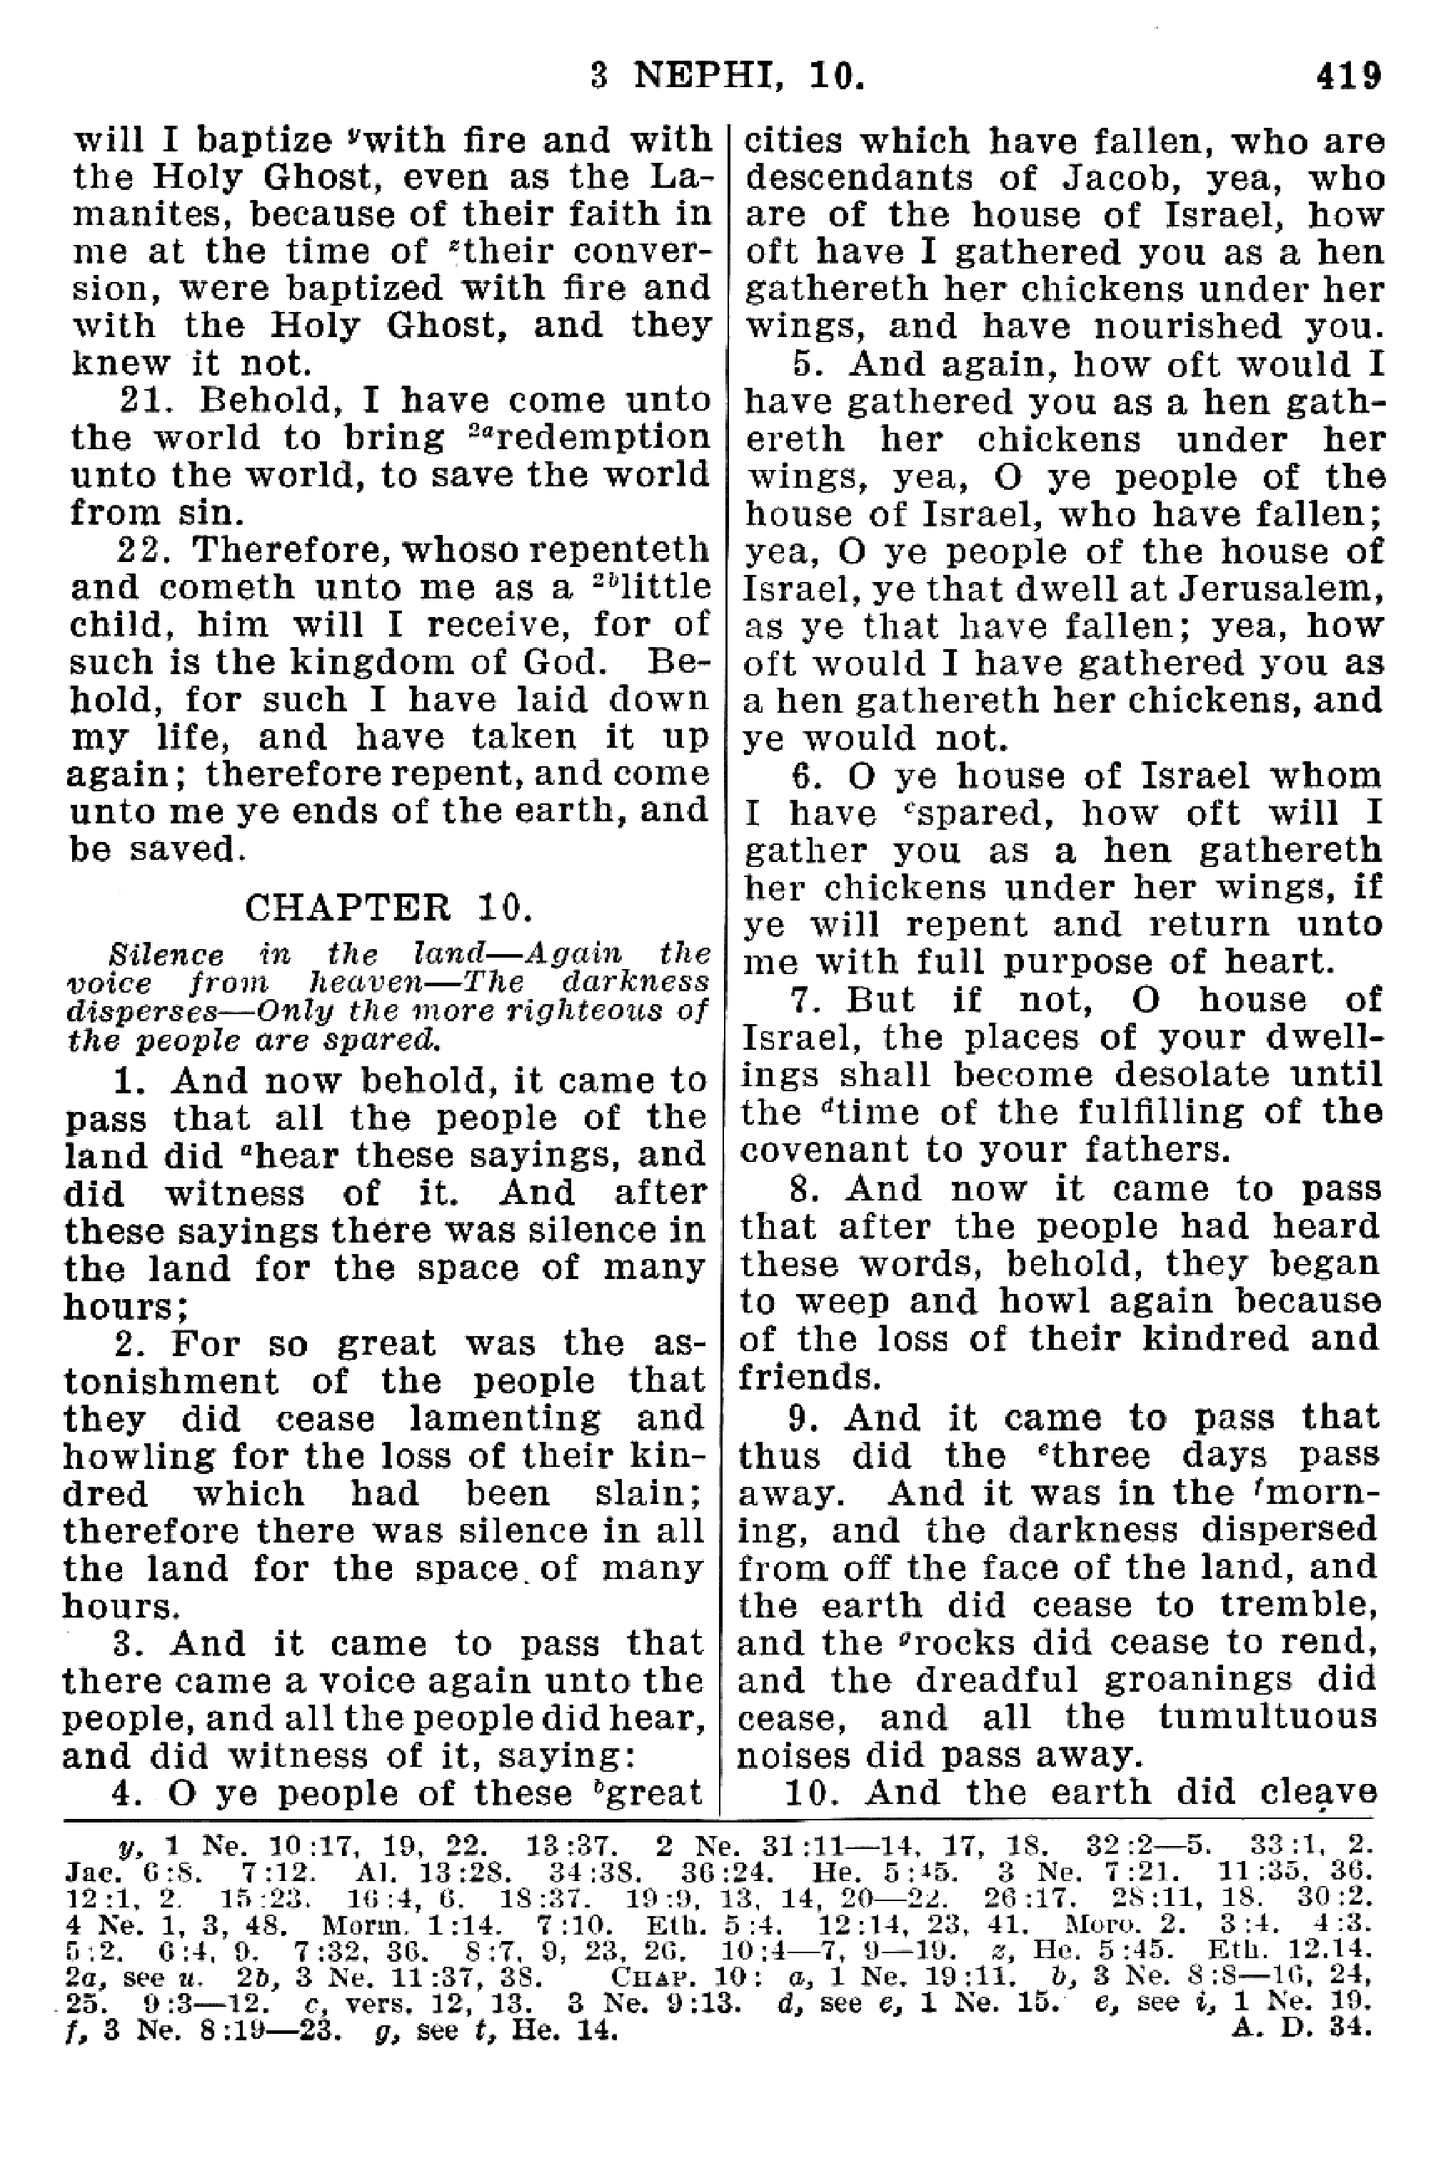 3 NEPHI, 10.
419
will I baptize ywith fire and with
the Holy Ghost, even as the La-
manites, because of their faith in
me at the time of ztheir conver-
sion, were baptized with fire and
with the Holy Ghost, and they
knew it not.
21. Behold, I have come unto
the world to bring 2aredemption
unto the world, to save the world
from sin.
22. Therefore, whoso repenteth
and cometh unto me as a 2blittle
child, him will I receive, for of
such is the kingdom of God. Be-
hold, for such I have laid down
my life, and have taken it up
again; therefore repent, and come
unto me ye ends of the earth, and
be saved.
CHAPTER 10.
Silence in the land—Again the
voice from heaven—The darkness
disperses—Only the more righteous of
the people are spared.
1. And now behold, it came to
pass that all the people of the
land did ahear these sayings, and
did witness of it. And after
these sayings there was silence in
the land for the space of many
hours;
2. For so great was the as-
tonishment of the people that
they did cease lamenting and
howling for the loss of their kin-
dred which had been slain;
therefore there was silence in all
the land for the space of many
hours.
3. And it came to pass that
there came a voice again unto the
people, and all the people did hear,
and did witness of it, saying:
4. O ye people of these bgreat
cities which have fallen, who are
descendants of Jacob, yea, who
are of the house of Israel, how
oft have I gathered you as a hen
gathereth her chickens under her
wings, and have nourished you.
5. And again, how oft would I
have gathered you as a hen gath-
ereth her chickens under her
wings, yea, O ye people of the
house of Israel, who have fallen;
yea, O ye people of the house of
Israel, ye that dwell at Jerusalem,
as ye that have fallen; yea, how
oft would I have gathered you as
a hen gathereth her chickens, and
ye would not.
6. O ye house of Israel whom
I have cspared, how oft will I
gather you as a hen gathereth
her chickens under her wings, if
ye will repent and return unto
me with full purpose of heart.
7. But if not, O house of
Israel, the places of your dwell-
ings shall become desolate until
the dtime of the fulfilling of the
covenant to your fathers.
8. And now it came to pass
that after the people had heard
these words, behold, they began
to weep and howl again because
of the loss of their kindred and
friends.
9. And it came to pass that
thus did the ethree days pass
away. And it was in the fmorn-
ing, and the darkness dispersed
from off the face of the land, and
the earth did cease to tremble,
and the grocks did cease to rend,
and the dreadful groanings did
cease, and all the tumultuous
noises did pass away.
10. And the earth did cleave
y, 1 Ne. 10:17, 19, 22. 13:37. 2 Ne. 31:11—14, 17, 18. 32:2—5. 33:1, 2.
Jac. 6:8. 7:12. Al. 13:28. 34:38. 36:24. He. 5:45. 3 Ne. 7:21. 11:35, 36.
12:1, 2. 15:23. 16:4, 6. 18:37. 19:9, 13, 14, 20—22. 26:17. 28:11, 18. 30:2.
4 Ne. 1, 3, 48. Morm. 1:14. 7:10. Eth. 5:4. 12:14, 23, 41. Moro. 2. 3:4. 4:3.
5:2. 6:4, 9. 7:32, 36. 8:7, 9, 23, 26. 10:4—7, 9—19. z, He. 5:45. Eth. 12.14.
2a, see u. 2b, 3 Ne. 11:37, 38. CHAP. 10: a, 1 Ne. 19:11. b, 3 Ne. 8:8—16, 24,
25. 9:3—12. c, vers. 12, 13. 3 Ne. 9:13. d, see e, 1 Ne. 15. e, see i, 1 Ne. 19.
f, 3 Ne. 8:19—23. g, see t, He. 14.
A. D. 34.